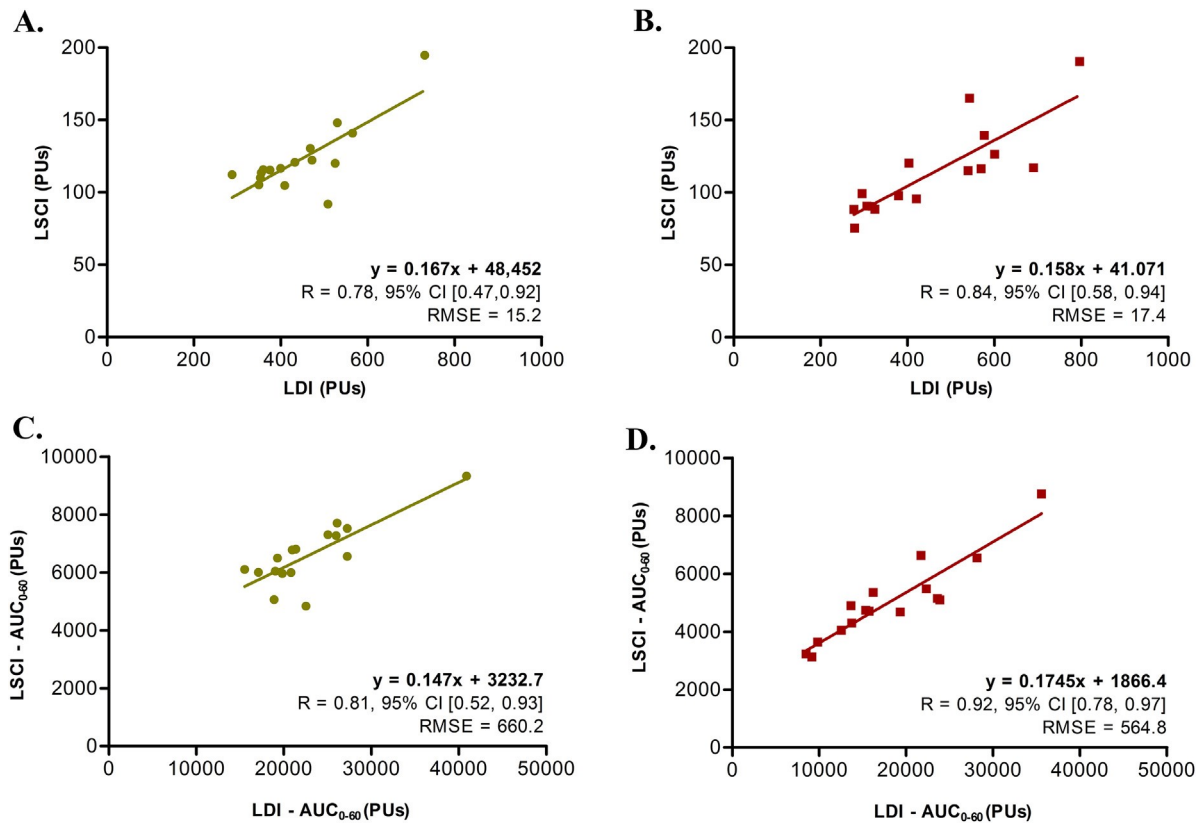 A.
200
150
100
50
0
LSCI (PUs)
y = 0.167x + 48,452
R = 0.78, 95% CI [0.47,0.92]
RMSE = 15.2
0 200 400 600 800 1000
LDI (PUs)
B.
200
150
100
50
0
LSCI (PUs)
y = 0.158x + 41.071
R = 0.84, 95% CI [0.58, 0.94]
RMSE = 17.4
0 200 400 600 800 1000
LDI (PUs)
C.
10000
8000
6000
4000
2000
0
LSCI - AUC0-60 (PUs)
y = 0.147x + 3232.7
R = 0.81, 95% CI [0.52, 0.93]
RMSE = 660.2
0 10000 20000 30000 40000 50000
LDI - AUC0-60 (PUs)
D.
10000
8000
6000
4000
2000
0
LSCI - AUC0-60 (PUs)
y = 0.1745x + 1866.4
R = 0.92, 95% CI [0.78, 0.97]
RMSE = 564.8
0 10000 20000 30000 40000 50000
LDI - AUC0-60 (PUs)